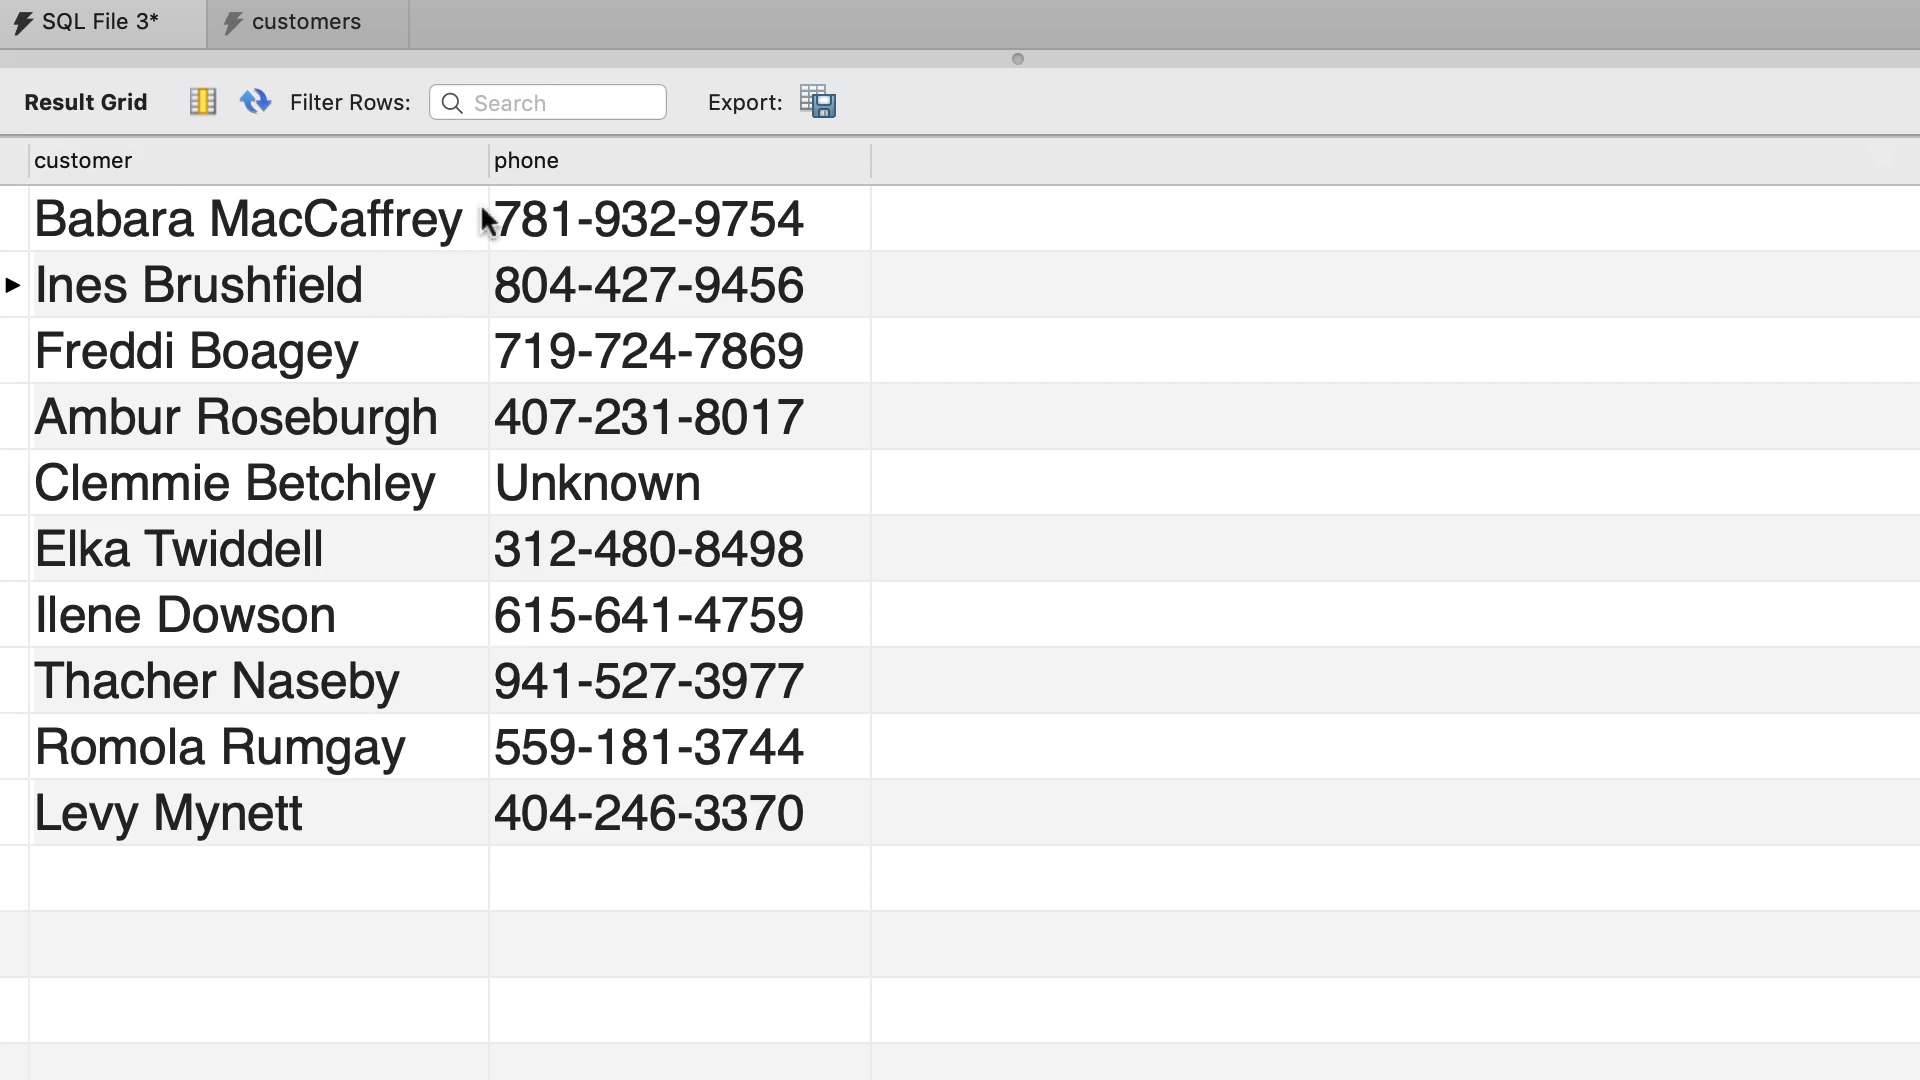 SQL File 3* customers
Result Grid Filter Rows: Search Export:
customer phone
Babara MacCaffrey 781-932-9754
Ines Brushfield 804-427-9456
Freddi Boagey 719-724-7869
Ambur Roseburgh 407-231-8017
Clemmie Betchley Unknown
Elka Twiddell 312-480-8498
Ilene Dowson 615-641-4759
Thacher Naseby 941-527-3977
Romola Rumgay 559-181-3744
Levy Mynett 404-246-3370